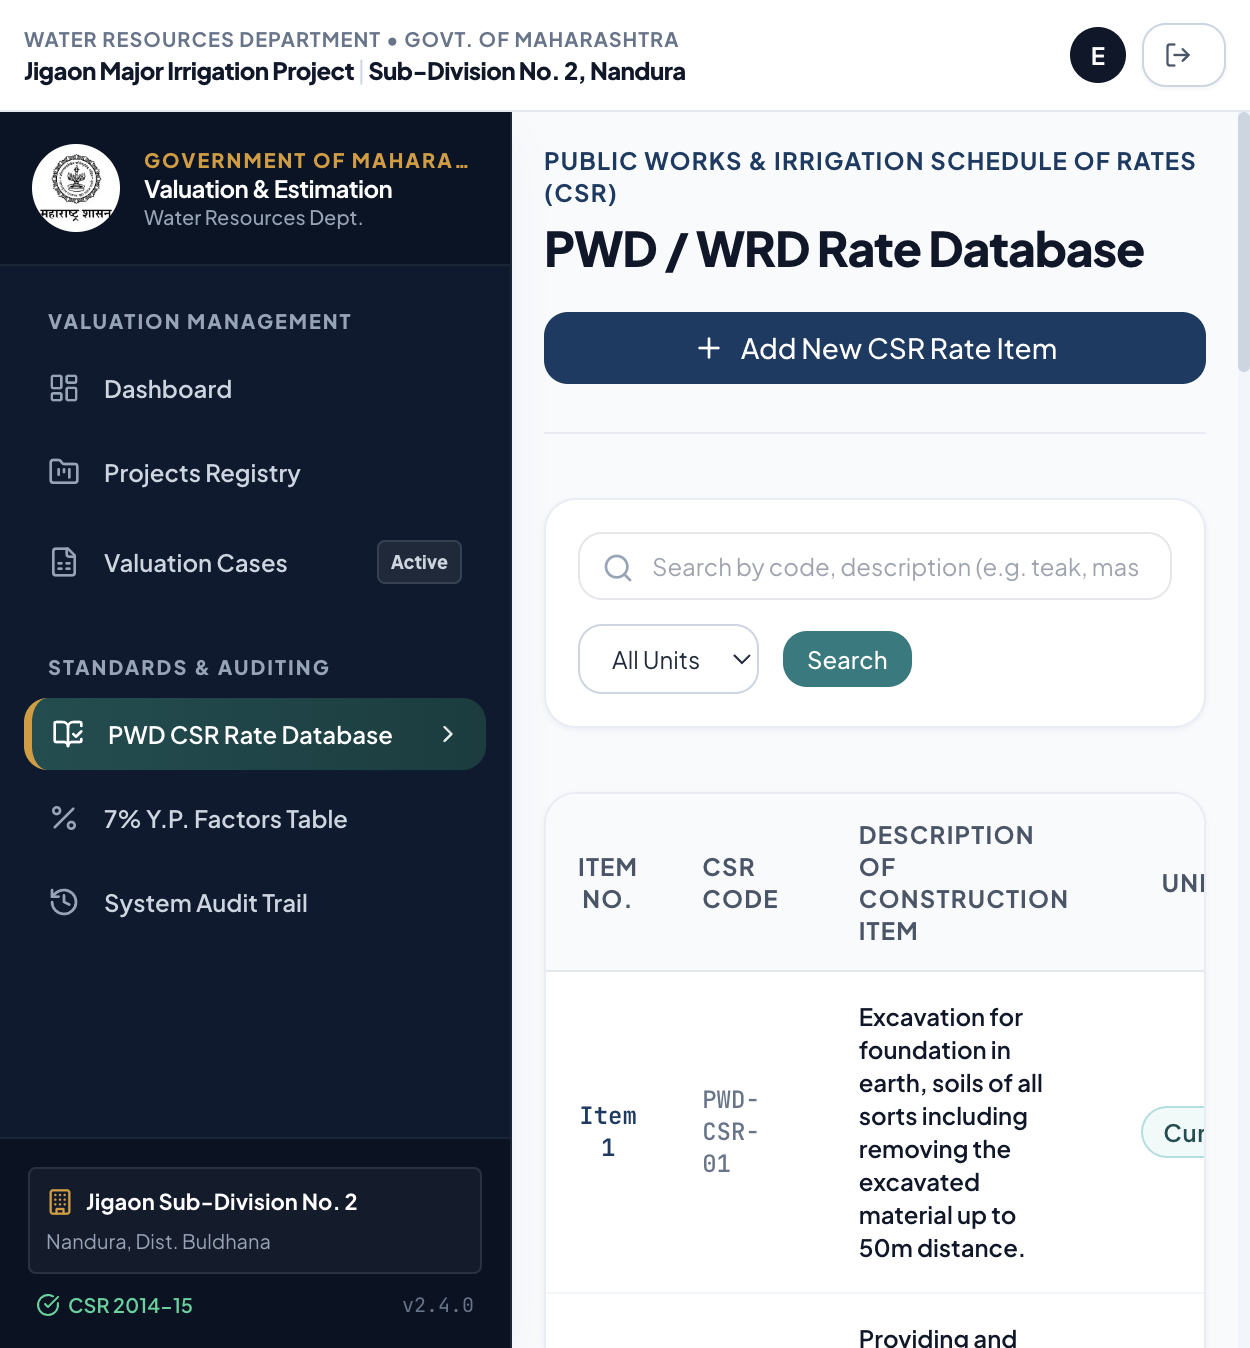 WATER RESOURCES DEPARTMENT • GOVT. OF MAHARASHTRA
Jigaon Major Irrigation Project | Sub-Division No. 2, Nandura
E
GOVERNMENT OF MAHARA...
Valuation & Estimation
Water Resources Dept.
महाराष्ट्र शासन
VALUATION MANAGEMENT
Dashboard
Projects Registry
Valuation Cases
Active
STANDARDS & AUDITING
PWD CSR Rate Database
7% Y.P. Factors Table
System Audit Trail
Jigaon Sub-Division No. 2
Nandura, Dist. Buldhana
CSR 2014-15
v2.4.0
PUBLIC WORKS & IRRIGATION SCHEDULE OF RATES
(CSR)
PWD / WRD Rate Database
+ Add New CSR Rate Item
Search by code, description (e.g. teak, mas
All Units
Search
ITEM
NO.
CSR
CODE
DESCRIPTION
OF
CONSTRUCTION
ITEM
UNI
Item
1
PWD-
CSR-
01
Excavation for
foundation in
earth, soils of all
sorts including
removing the
excavated
material up to
50m distance.
Cur
Providing and